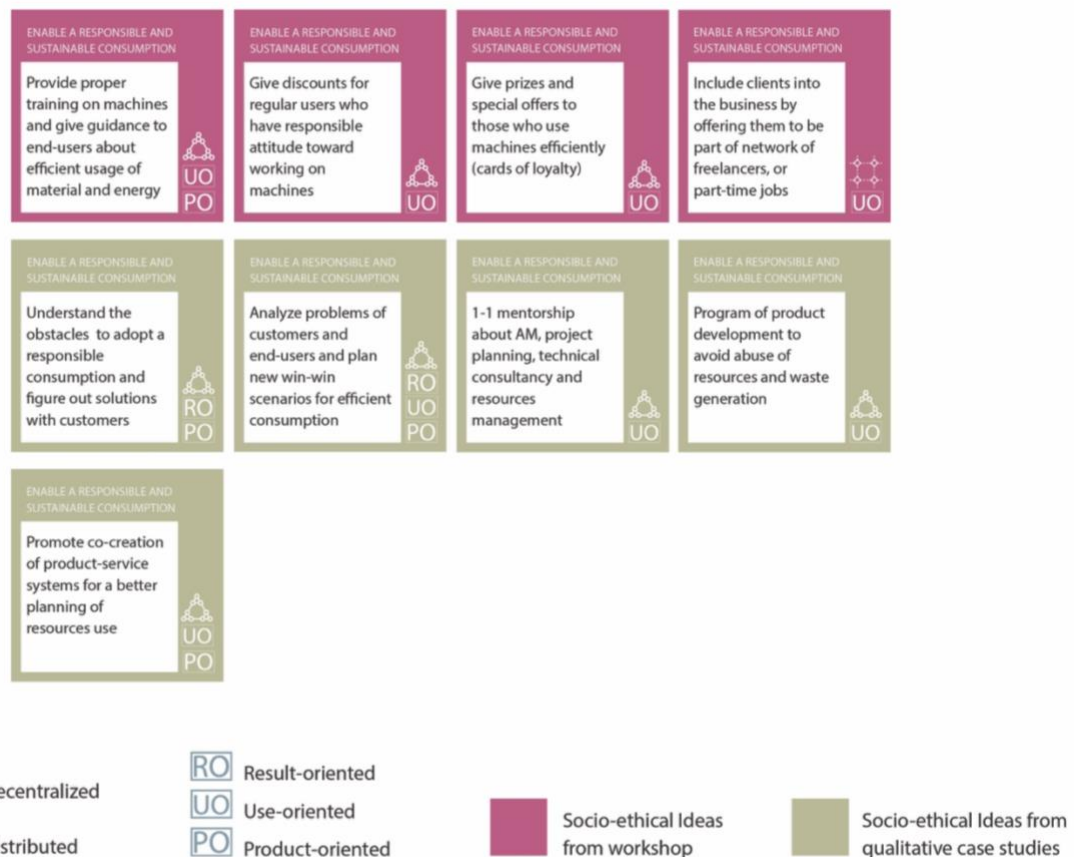 ENABLE A RESPONSIBLE AND
SUSTAINABLE CONSUMPTION
Provide proper
training on machines
and give guidance to
end-users about
efficient usage of
material and energy
UO
PO
ENABLE A RESPONSIBLE AND
SUSTAINABLE CONSUMPTION
Give discounts for
regular users who
have responsible
attitude toward
working on
machines
UO
ENABLE A RESPONSIBLE AND
SUSTAINABLE CONSUMPTION
Give prizes and
special offers to
those who use
machines efficiently
(cards of loyalty)
UO
ENABLE A RESPONSIBLE AND
SUSTAINABLE CONSUMPTION
Include clients into
the business by
offering them to be
part of network of
freelancers, or
part-time jobs
UO
ENABLE A RESPONSIBLE AND
SUSTAINABLE CONSUMPTION
Understand the
obstacles to adopt a
responsible
consumption and
figure out solutions
with customers
RO
PO
ENABLE A RESPONSIBLE AND
SUSTAINABLE CONSUMPTION
Analyze problems of
customers and
end-users and plan
new win-win
scenarios for efficient
consumption
RO
UO
PO
ENABLE A RESPONSIBLE AND
SUSTAINABLE CONSUMPTION
1-1 mentorship
about AM, project
planning, technical
consultancy and
resources
management
UO
ENABLE A RESPONSIBLE AND
SUSTAINABLE CONSUMPTION
Program of product
development to
avoid abuse of
resources and waste
generation
UO
ENABLE A RESPONSIBLE AND
SUSTAINABLE CONSUMPTION
Promote co-creation
of product-service
systems for a better
planning of
resources use
UO
PO
ecentralized
stributed
RO Result-oriented
UO Use-oriented
PO Product-oriented
Socio-ethical Ideas
from workshop
Socio-ethical Ideas from
qualitative case studies